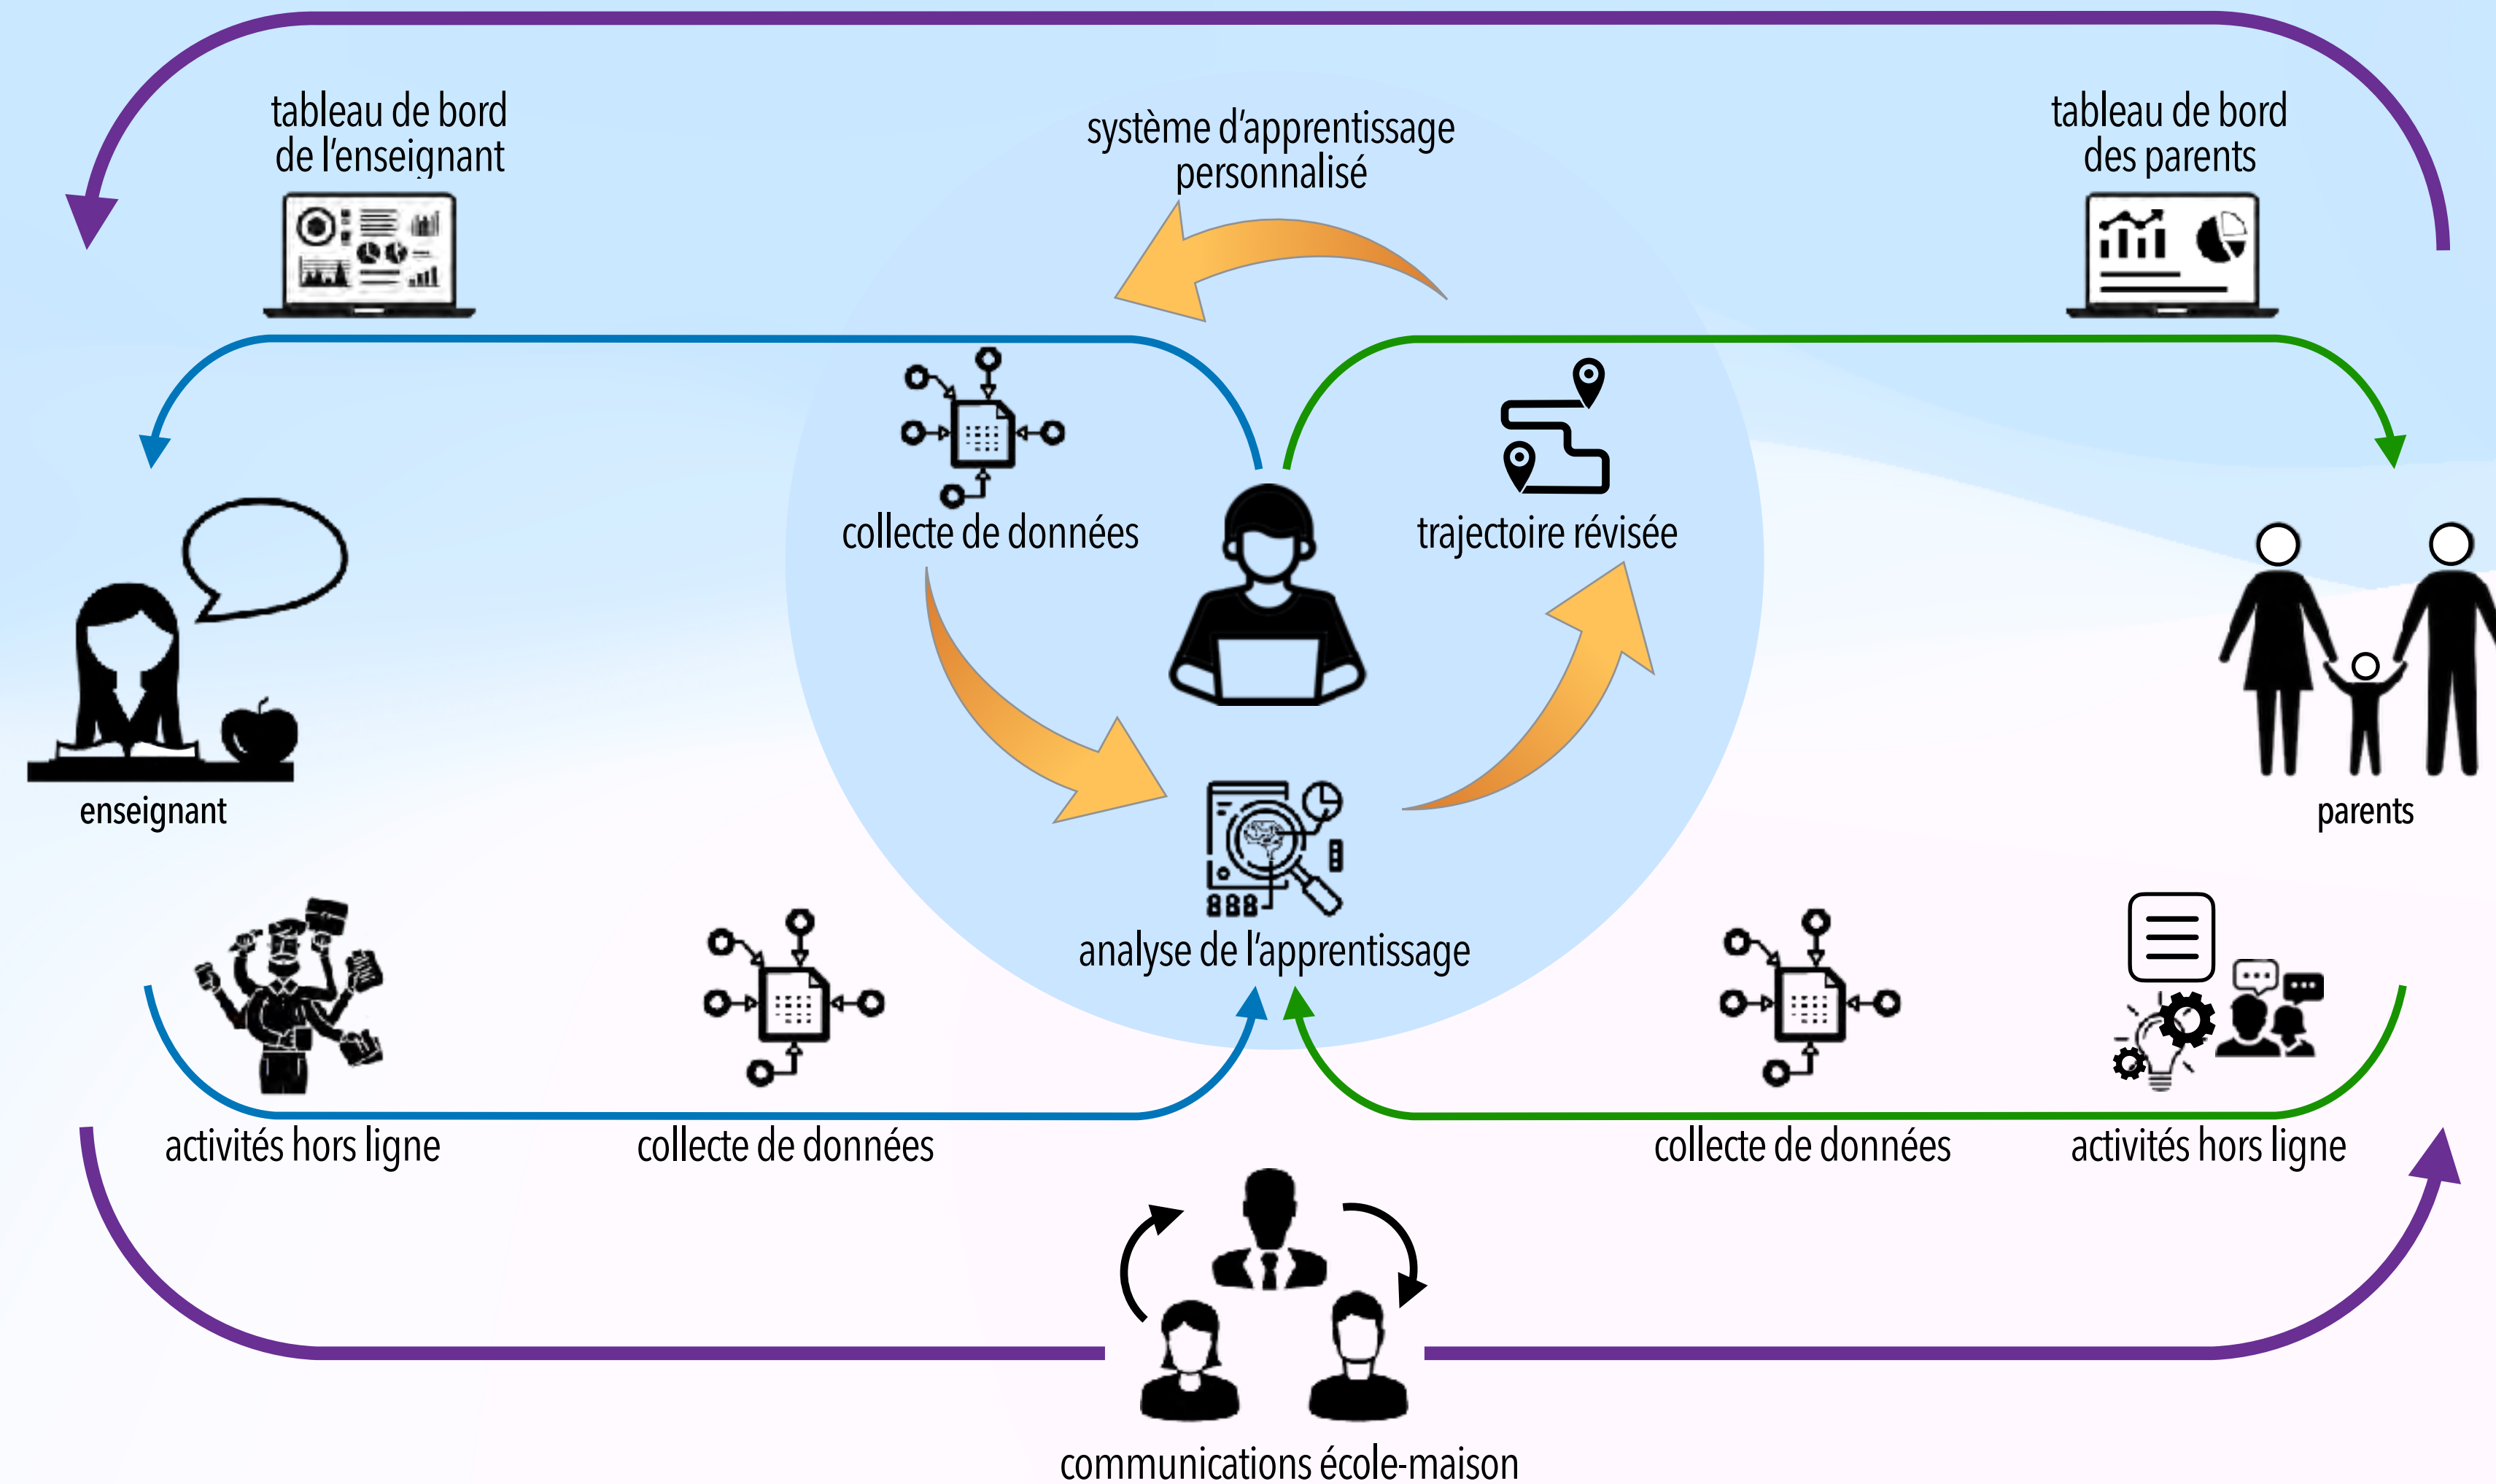 tableau de bord
de l'enseignant
système d'apprentissage
personnalisé
tableau de bord
des parents
collecte de données
trajectoire révisée
enseignant
parents
analyse de l'apprentissage
activités hors ligne
collecte de données
collecte de données
activités hors ligne
communications école-maison